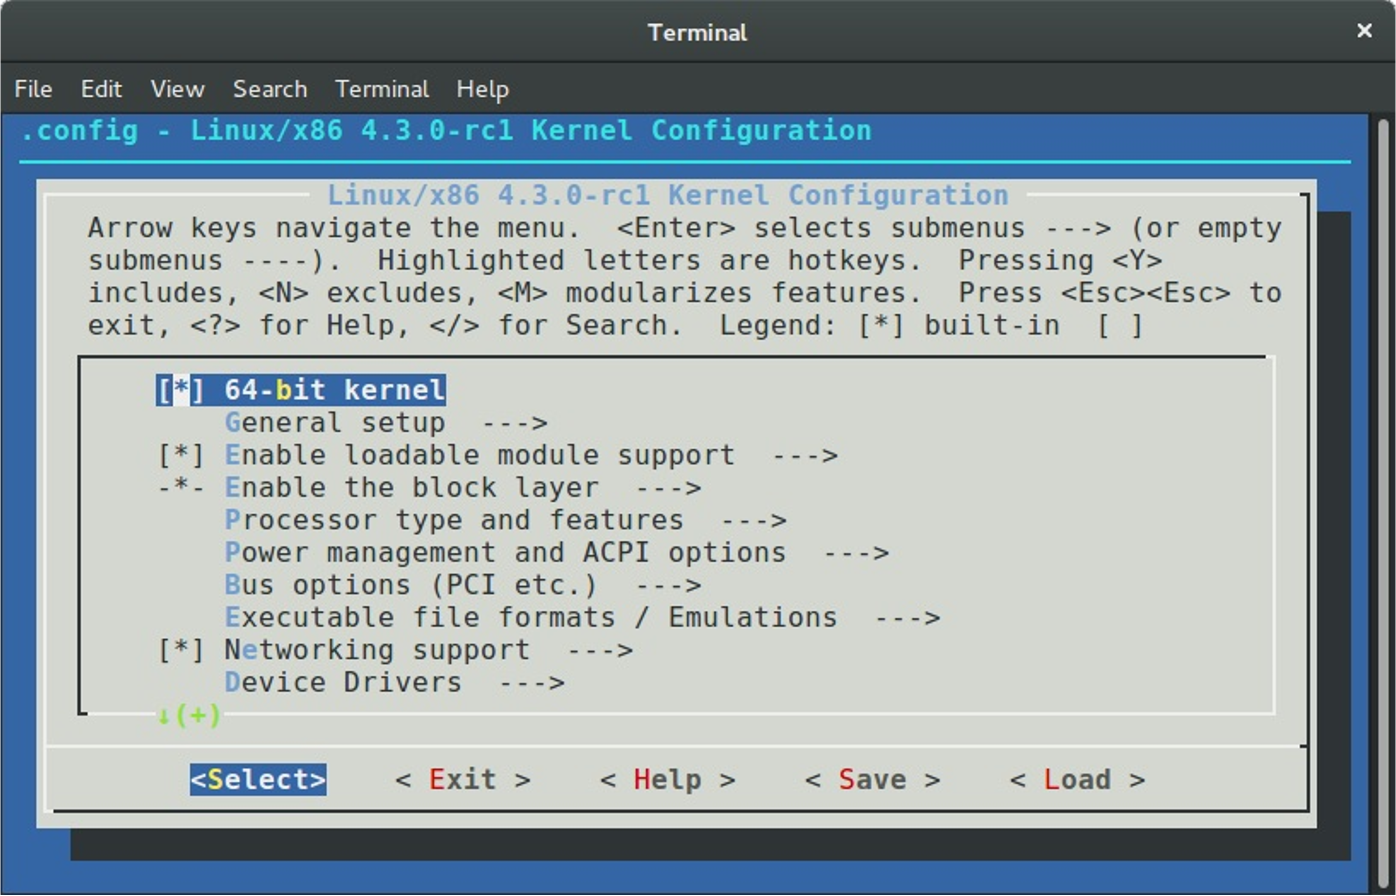 Terminal ×
File Edit View Search Terminal Help
.config - Linux/x86 4.3.0-rc1 Kernel Configuration
Linux/x86 4.3.0-rc1 Kernel Configuration
Arrow keys navigate the menu.  <Enter> selects submenus ---> (or empty
submenus ----).  Highlighted letters are hotkeys.  Pressing <Y>
includes, <N> excludes, <M> modularizes features.  Press <Esc><Esc> to
exit, <?> for Help, </> for Search.  Legend: [*] built-in  [ ]
[*] 64-bit kernel
General setup  --->
[*] Enable loadable module support  --->
-*- Enable the block layer  --->
Processor type and features  --->
Power management and ACPI options  --->
Bus options (PCI etc.)  --->
Executable file formats / Emulations  --->
[*] Networking support  --->
Device Drivers  --->
↓(+)
<Select>    < Exit >    < Help >    < Save >    < Load >